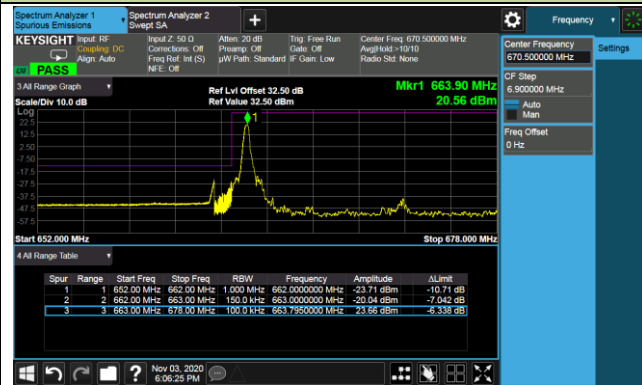 Spectrum Analyzer 1
Spurious Emissions
Spectrum Analyzer 2
Swept SA
+
Frequency
KEYSIGHT
Input: RF
Coupling: DC
Align: Auto
Input Z: 50 Ω
Corrections: Off
Freq Ref: Int (S)
NFE: Off
Atten: 20 dB
Preamp: Off
µW Path: Standard
Trig: Free Run
Gate: Off
IF Gain: Low
Center Freq: 670.500000 MHz
Avg|Hold:>10/10
Radio Std: None
LXI PASS
3 All Range Graph
Scale/Div 10.0 dB
Ref Lvl Offset 32.50 dB
Ref Value 32.50 dBm
Mkr1 663.90 MHz
20.56 dBm
Log
22.5
12.5
2.50
-7.50
-17.5
-27.5
-37.5
-47.5
-57.5
1
Start 652.000 MHz
Stop 678.000 MHz
4 All Range Table
Spur Range Start Freq Stop Freq RBW Frequency Amplitude ΔLimit
1 1 652.00 MHz 662.00 MHz 1.000 MHz 662.0000000 MHz -23.71 dBm -10.71 dB
2 2 662.00 MHz 663.00 MHz 150.0 kHz 663.0000000 MHz -20.04 dBm -7.042 dB
3 3 663.00 MHz 678.00 MHz 100.0 kHz 663.7950000 MHz 23.66 dBm -6.338 dB
Center Frequency
670.500000 MHz
Settings
CF Step
6.900000 MHz
Auto
Man
Freq Offset
0 Hz
?
Nov 03, 2020
6:06:25 PM